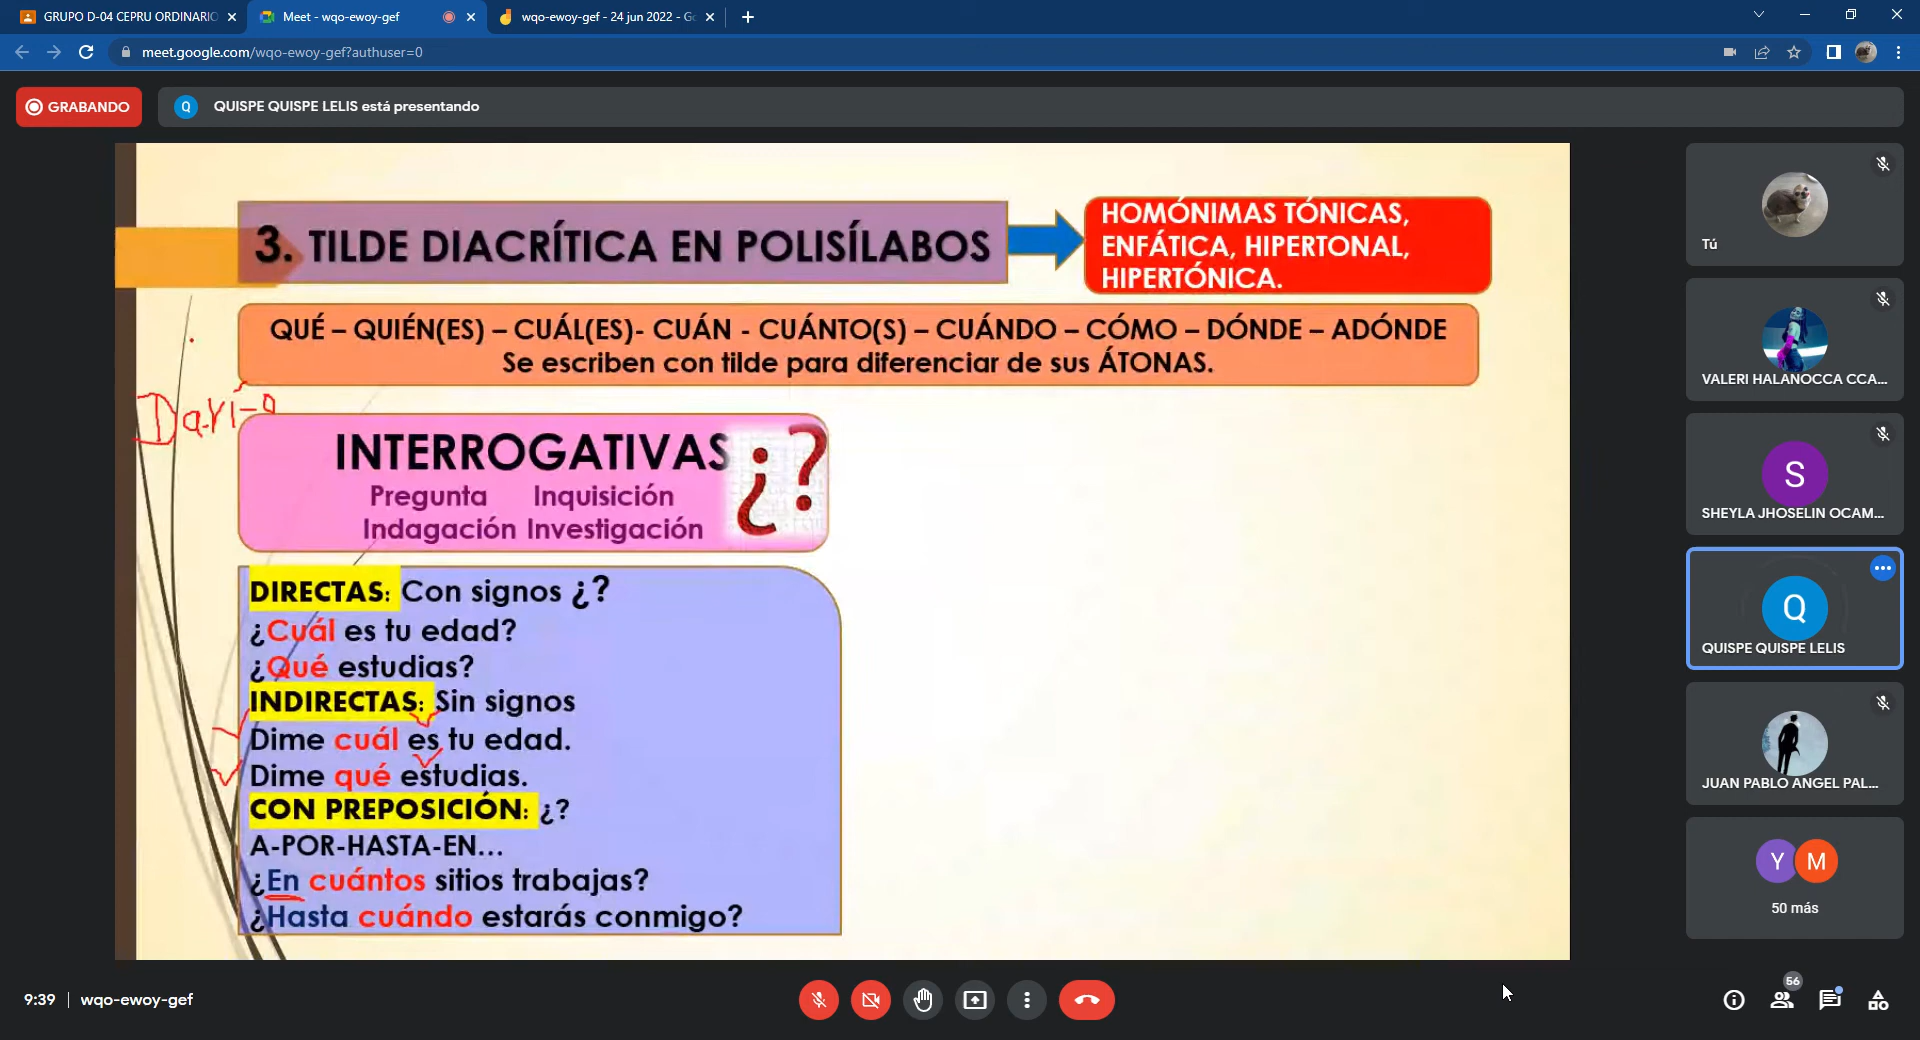 GRUPO D-04 CEPRU ORDINARIO
Meet - wqo-ewoy-gef
wqo-ewoy-gef - 24 jun 2022 - Go
meet.google.com/wqo-ewoy-gef?authuser=0
GRABANDO
Q
QUISPE QUISPE LELIS está presentando
3. TILDE DIACRÍTICA EN POLISÍLABOS
HOMÓNIMAS TÓNICAS,
ENFÁTICA, HIPERTONAL,
HIPERTÓNICA.
QUÉ – QUIÉN(ES) – CUÁL(ES)- CUÁN - CUÁNTO(S) – CUÁNDO – CÓMO – DÓNDE – ADÓNDE
Se escriben con tilde para diferenciar de sus ÁTONAS.
INTERROGATIVAS ¿?
Pregunta Inquisición
Indagación Investigación
DIRECTAS: Con signos ¿?
¿Cuál es tu edad?
¿Qué estudias?
INDIRECTAS: Sin signos
Dime cuál es tu edad.
Dime qué estudias.
CON PREPOSICIÓN: ¿?
A-POR-HASTA-EN...
¿En cuántos sitios trabajas?
¿Hasta cuándo estarás conmigo?
Tú
VALERI HALANOCCA CCA...
S
SHEYLA JHOSELIN OCAM...
Q
QUISPE QUISPE LELIS
JUAN PABLO ANGEL PAL...
Y M
50 más
9:39 | wqo-ewoy-gef
56